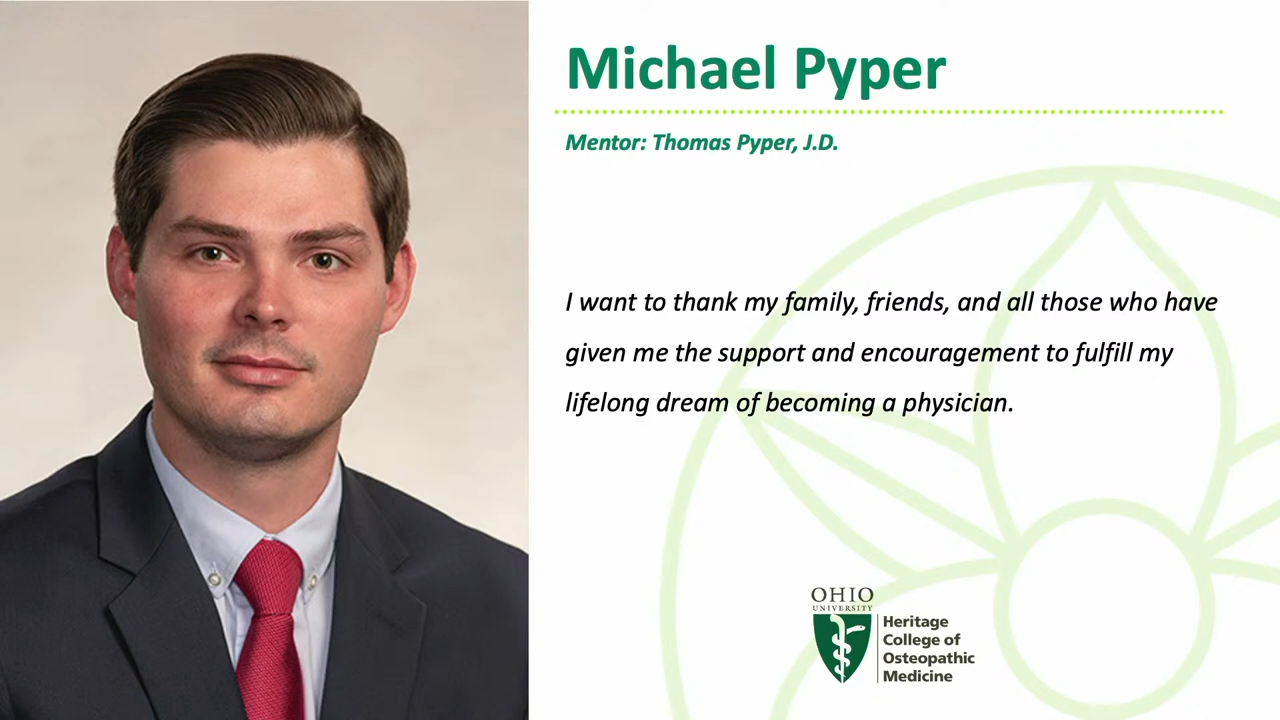 Michael Pyper
Mentor: Thomas Pyper, J.D.
I want to thank my family, friends, and all those who have
given me the support and encouragement to fulfill my
lifelong dream of becoming a physician.
OHIO
UNIVERSITY
Heritage
College of
Osteopathic
Medicine